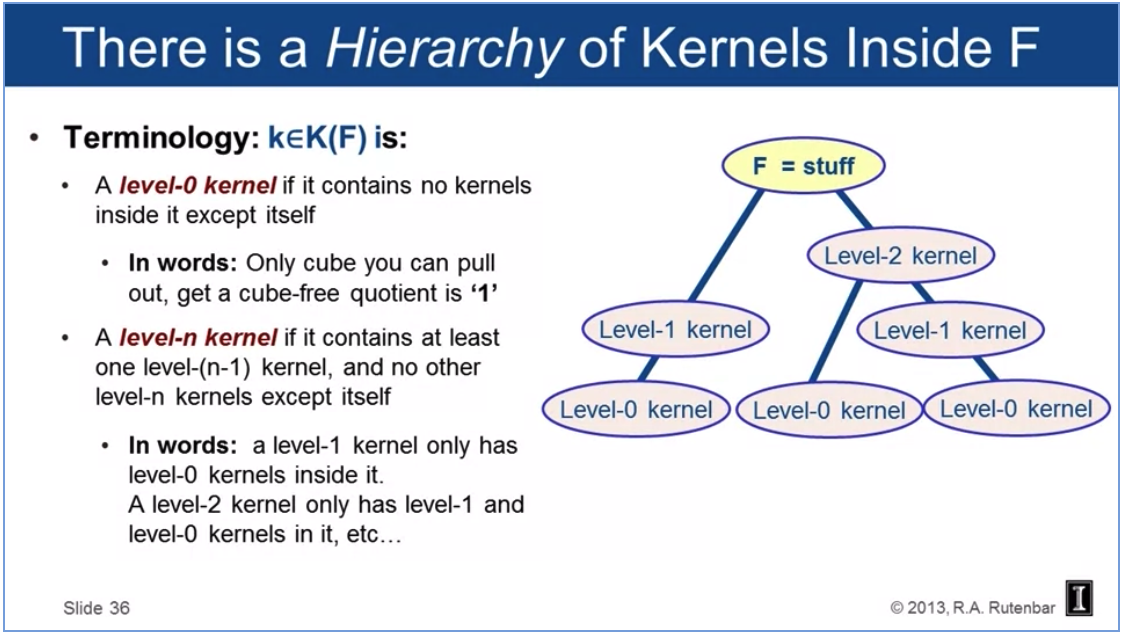 There is a Hierarchy of Kernels Inside F
• Terminology: k∈K(F) is:
• A level-0 kernel if it contains no kernels
inside it except itself
• In words: Only cube you can pull
out, get a cube-free quotient is ‘1’
• A level-n kernel if it contains at least
one level-(n-1) kernel, and no other
level-n kernels except itself
• In words: a level-1 kernel only has
level-0 kernels inside it.
A level-2 kernel only has level-1 and
level-0 kernels in it, etc…
F = stuff
Level-2 kernel
Level-1 kernel
Level-1 kernel
Level-0 kernel
Level-0 kernel
Level-0 kernel
Slide 36
© 2013, R.A. Rutenbar
I